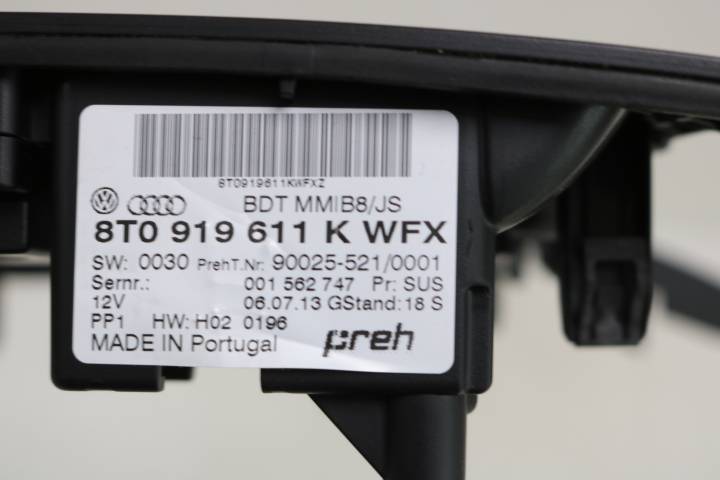 8T0919611KWFXZ
BDT MMIB8/JS
8T0 919 611 K WFX
SW: 0030 PrehT.Nr: 90025-521/0001
Sernr.: 001 562 747 Pr: SUS
12V 06.07.13 GStand: 18 S
PP1 HW: H02 0196
MADE IN Portugal preh